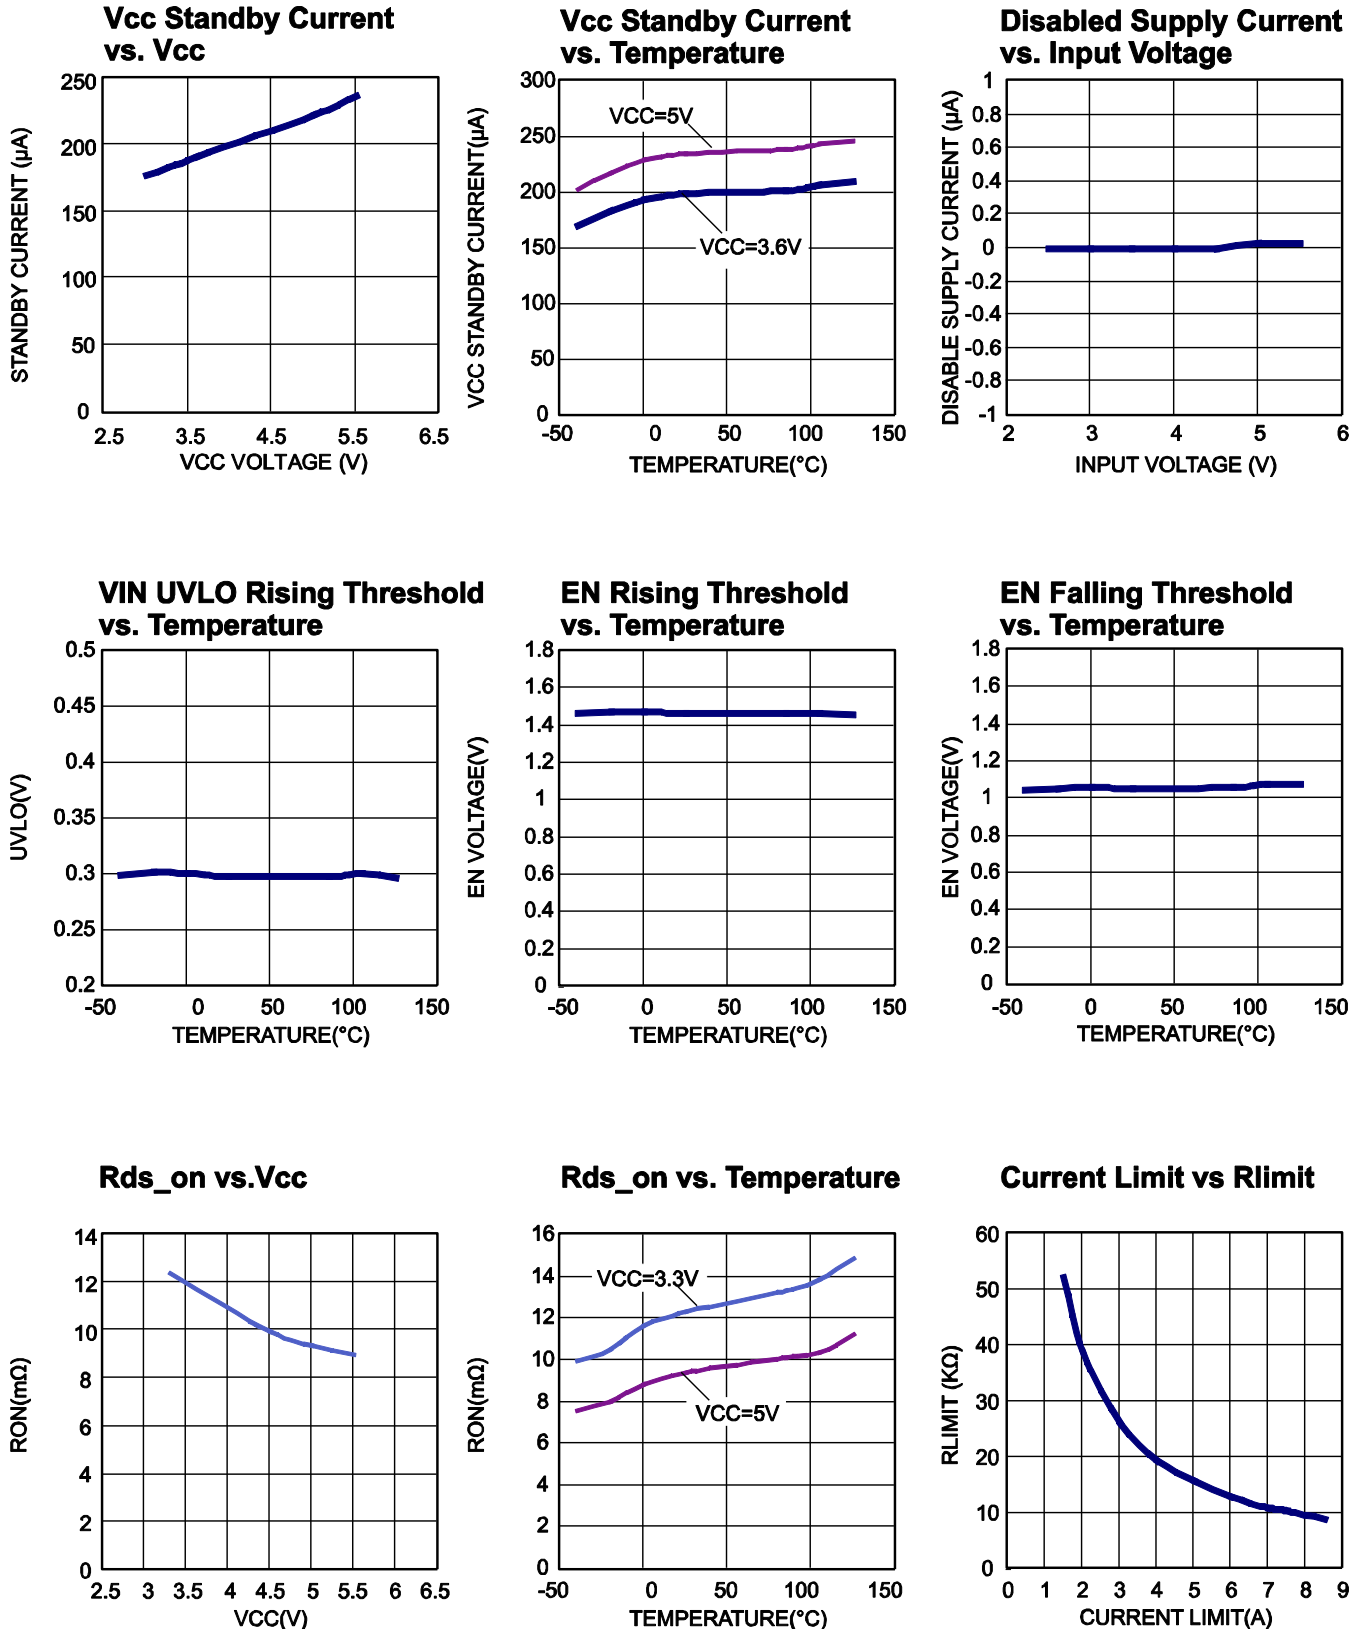 Vcc Standby Current
vs. Vcc
STANDBY CURRENT (µA)
250
200
150
100
50
0
2.5 3.5 4.5 5.5 6.5
VCC VOLTAGE (V)
Vcc Standby Current
vs. Temperature
VCC STANDBY CURRENT(µA)
300
250
200
150
100
50
0
VCC=5V
VCC=3.6V
-50 0 50 100 150
TEMPERATURE(°C)
Disabled Supply Current
vs. Input Voltage
DISABLE SUPPLY CURRENT (µA)
1
0.8
0.6
0.4
0.2
0
-0.2
-0.4
-0.6
-0.8
-1
2 3 4 5 6
INPUT VOLTAGE (V)
VIN UVLO Rising Threshold
vs. Temperature
UVLO(V)
0.5
0.45
0.4
0.35
0.3
0.25
0.2
-50 0 50 100 150
TEMPERATURE(°C)
EN Rising Threshold
vs. Temperature
EN VOLTAGE(V)
1.8
1.6
1.4
1.2
1
0.8
0.6
0.4
0.2
0
-50 0 50 100 150
TEMPERATURE(°C)
EN Falling Threshold
vs. Temperature
EN VOLTAGE(V)
1.8
1.6
1.4
1.2
1
0.8
0.6
0.4
0.2
0
-50 0 50 100 150
TEMPERATURE(°C)
Rds_on vs.Vcc
RON(mΩ)
14
12
10
8
6
4
2
0
2.5 3 3.5 4 4.5 5 5.5 6 6.5
VCC(V)
Rds_on vs. Temperature
RON(mΩ)
16
14
12
10
8
6
4
2
0
VCC=3.3V
VCC=5V
-50 0 50 100 150
TEMPERATURE(°C)
Current Limit vs Rlimit
RLIMIT (KΩ)
60
50
40
30
20
10
0
0 1 2 3 4 5 6 7 8 9
CURRENT LIMIT(A)